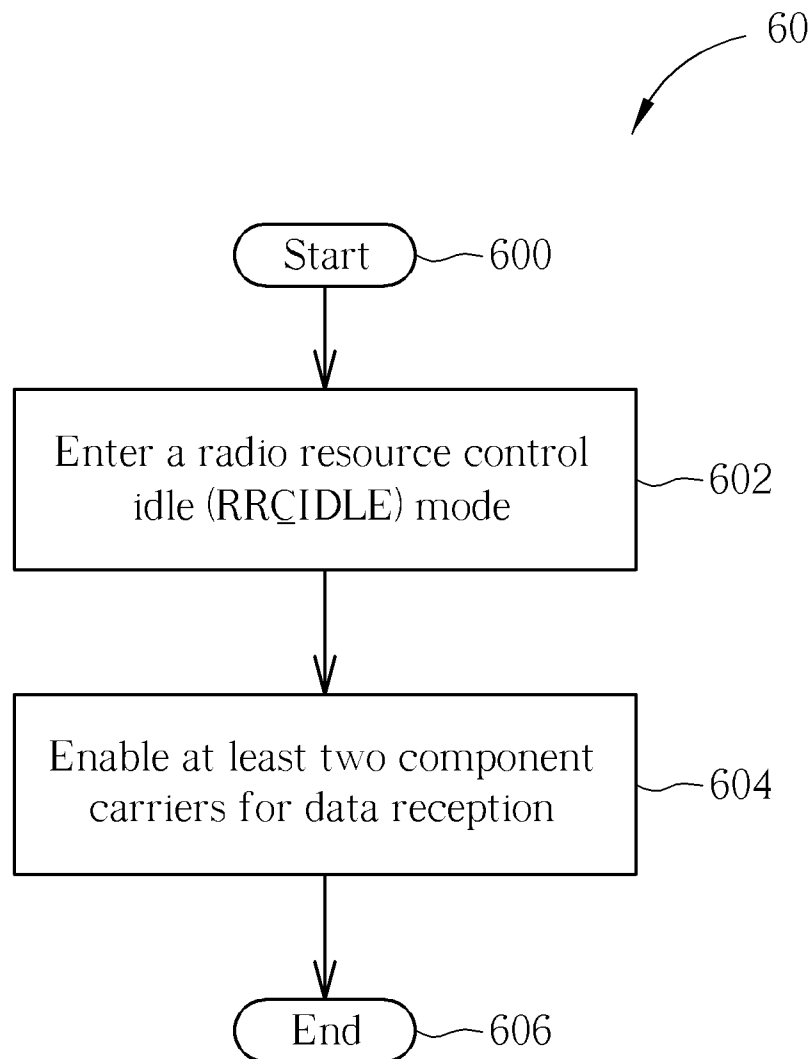 60
Start
600
Enter a radio resource control
idle (RRC_IDLE) mode
602
Enable at least two component
carriers for data reception
604
End
606